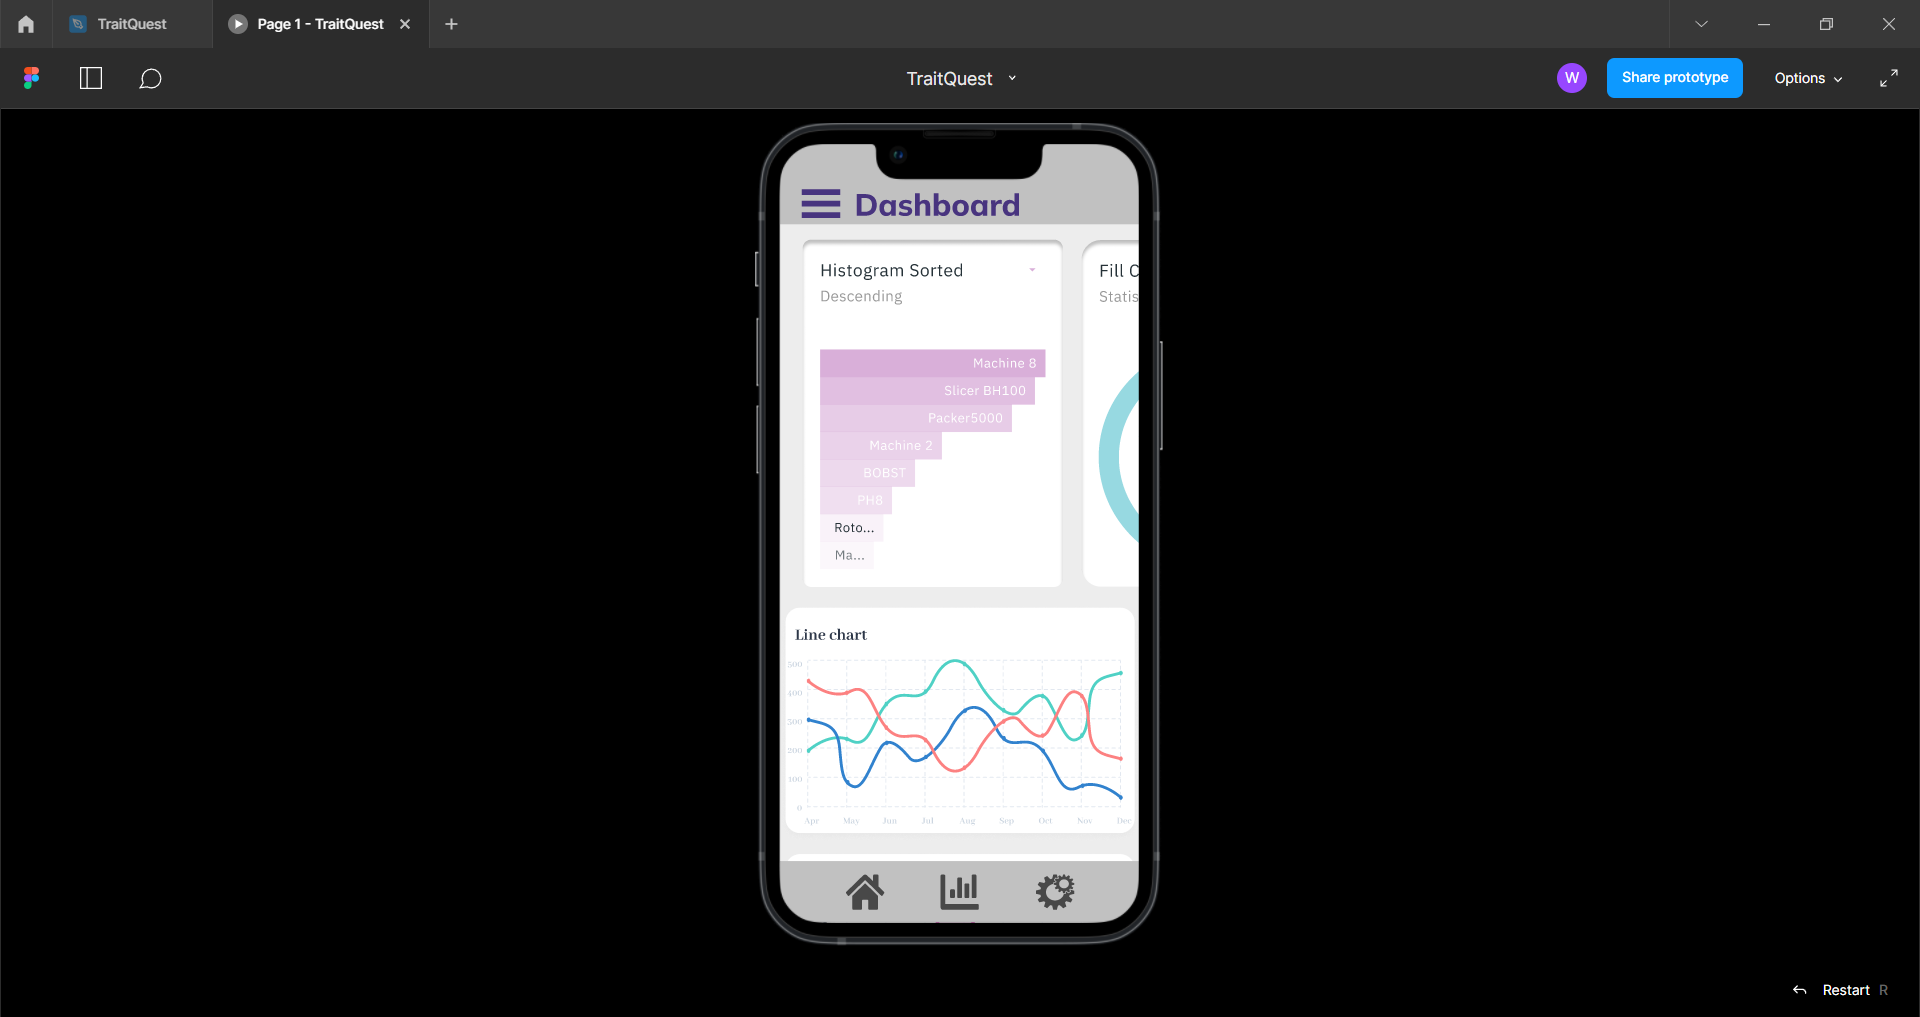 TraitQuest
Page 1 - TraitQuest
TraitQuest
W
Share prototype
Options
Dashboard
Histogram Sorted
Descending
Machine 8
Slicer BH100
Packer5000
Machine 2
BOBST
PH8
Roto...
Ma...
Fill C
Statis
Line chart
500
400
300
200
100
0
Apr May Jun Jul Aug Sep Oct Nov Dec
Restart R